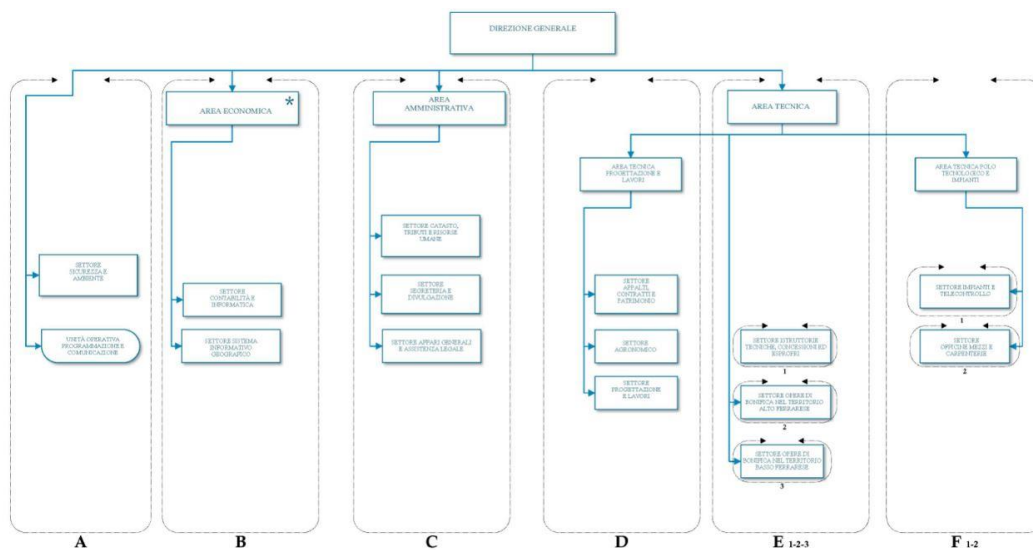 DIREZIONE GENERALE
AREA ECONOMICA *
AREA
AMMINISTRATIVA
AREA TECNICA
AREA TECNICA
PROGETTAZIONE E
LAVORI
AREA TECNICA POLO
TECNOLOGICO E
IMPIANTI
SETTORE
SICUREZZA E
AMBIENTE
UNITÀ OPERATIVA
PROGRAMMAZIONE E
COMUNICAZIONE
SETTORE
CONTABILITÀ E
INFORMATICA
SETTORE SISTEMA
INFORMATIVO
GEOGRAFICO
SETTORE CATASTO,
TRIBUTI E RISORSE
UMANE
SETTORE
SEGRETERIA E
DIVULGAZIONE
SETTORE AFFARI GENERALI
E ASSISTENZA LEGALE
SETTORE
APPALTI,
CONTRATTI E
PATRIMONIO
SETTORE
AGRONOMICO
SETTORE
PROGETTAZIONE
E LAVORI
SETTORE ISTRUTTORIE
TECNICHE, CONCESSIONI ED
ESPROPRI
1
SETTORE OPERE DI
BONIFICA NEL TERRITORIO
ALTO FERRARESE
2
SETTORE OPERE DI
BONIFICA NEL TERRITORIO
BASSO FERRARESE
3
SETTORE IMPIANTI E
TELECONTROLLO
1
SETTORE
OFFICINE MEZZI E
CARPENTERIE
2
A
B
C
D
E 1-2-3
F 1-2